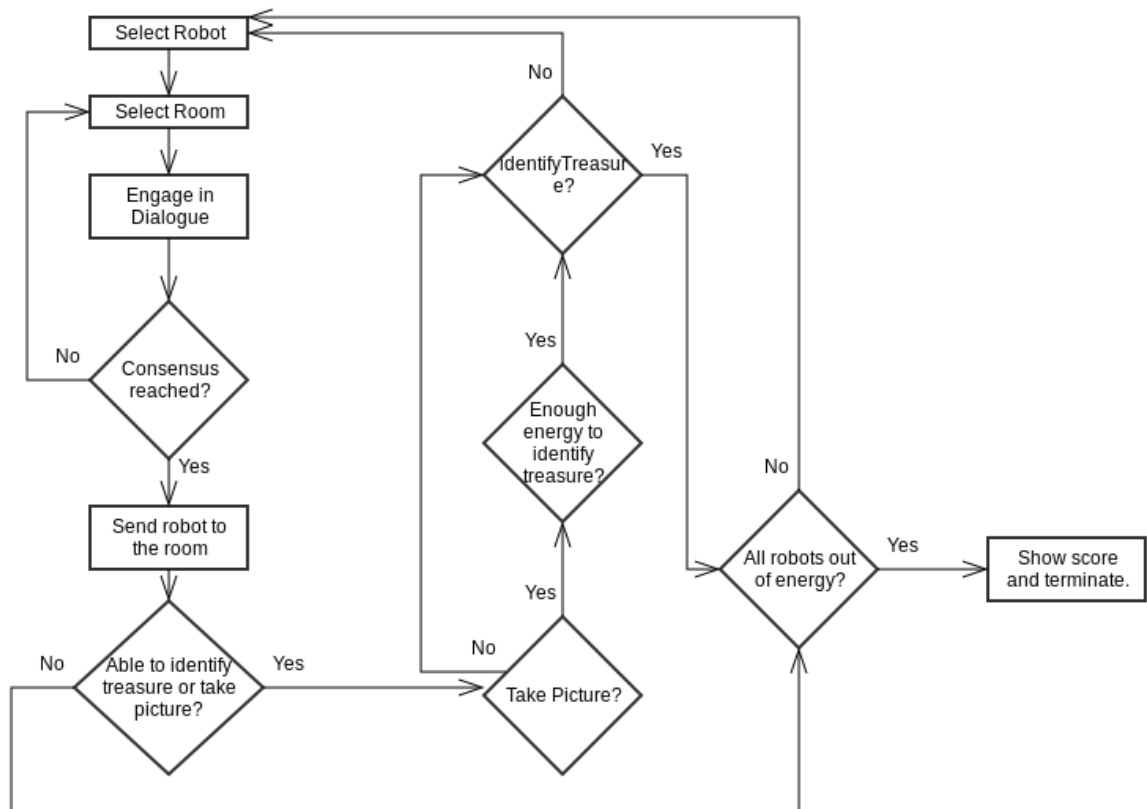 Select Robot
Select Room
Engage in
Dialogue
No
Consensus
reached?
Yes
Send robot to
the room
No
Able to identify
treasure or take
picture?
Yes
No
IdentifyTreasur
e?
Yes
Yes
Enough
energy to
identify
treasure?
Yes
No
Take Picture?
No
All robots out
of energy?
Yes
Show score
and terminate.